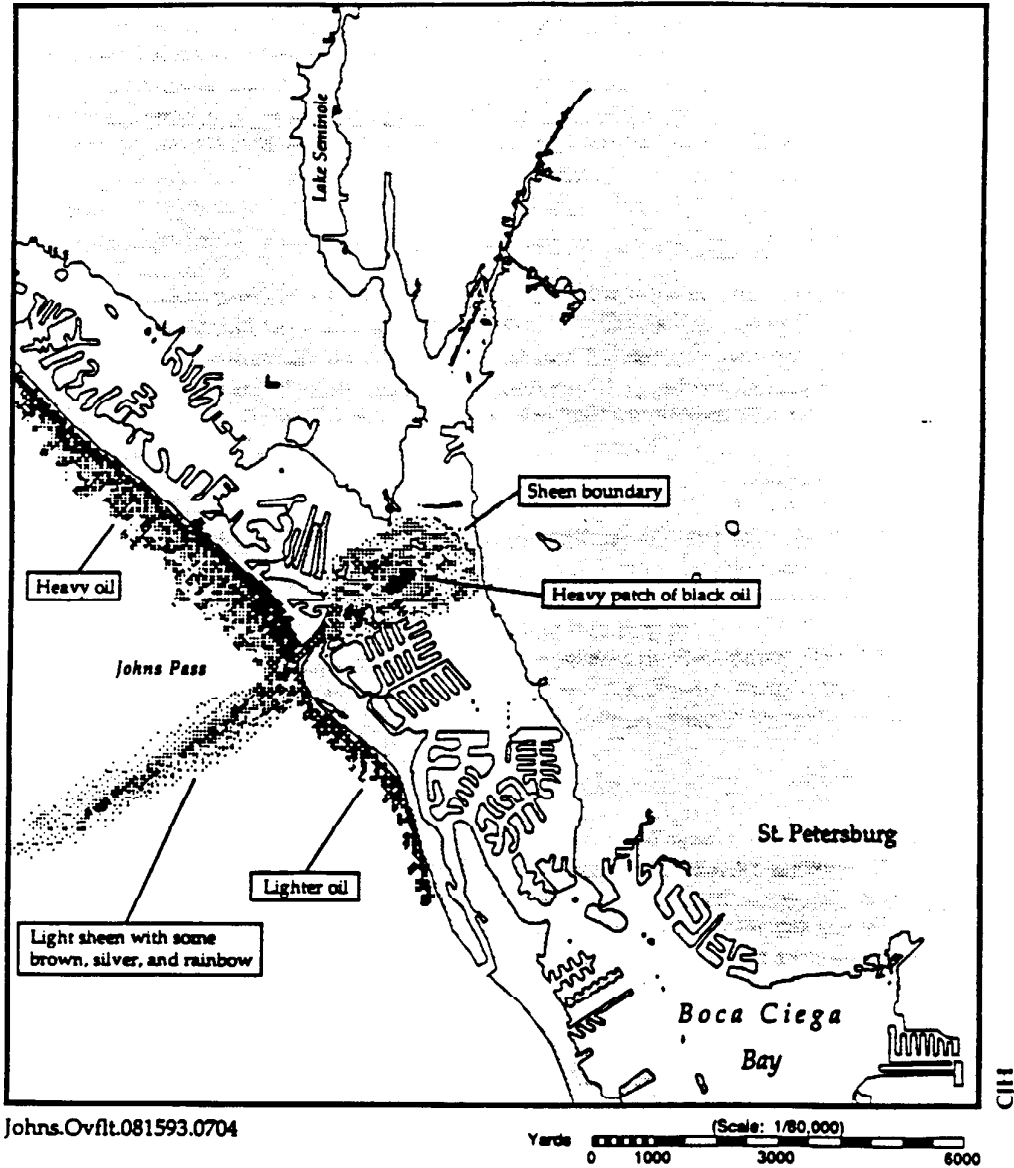 Lake Seminole
Sheen boundary
Heavy oil
Heavy patch of black oil
Johns Pass
St. Petersburg
Lighter oil
Light sheen with some
brown, silver, and rainbow
Boca Ciega
Bay
CIH
Johns.Ovflt.081593.0704
(Scale: 1/80,000)
Yards
0 1000 3000 6000